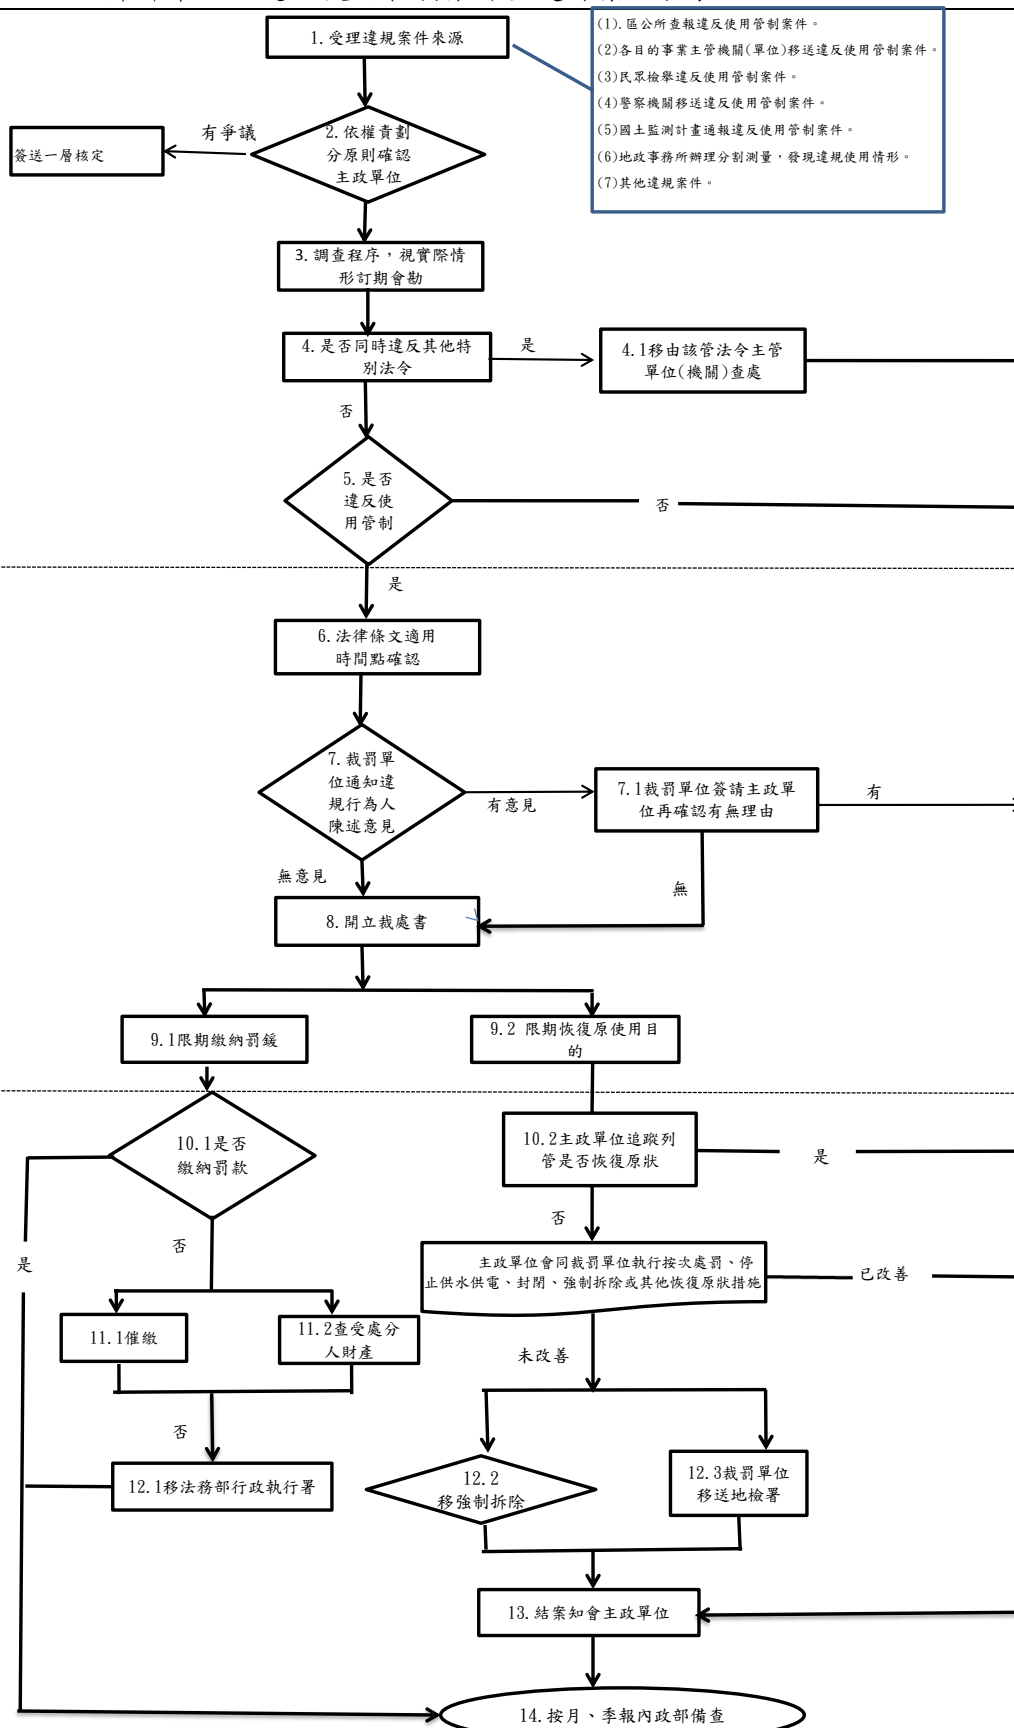 1.受理違規案件來源
(1).區公所查報違反使用管制案件。
(2)各目的事業主管機關(單位)移送違反使用管制案件。
(3)民眾檢舉違反使用管制案件。
(4)警察機關移送違反使用管制案件。
(5)國土監測計畫通報違反使用管制案件。
(6)地政事務所辦理分割測量，發現違規使用情形。
(7)其他違規案件。
有爭議
簽送一層核定
2.依權責劃
分原則確認
主政單位
3.調查程序，視實際情
形訂期會勘
4.是否同時違反其他特
別法令
是
4.1移由該管法令主管
單位(機關)查處
否
5.是否
違反使
用管制
否
是
6.法律條文適用
時間點確認
7.裁罰單
位通知違
規行為人
陳述意見
有意見
7.1裁罰單位簽請主政單
位再確認有無理由
有
無意見
無
8.開立裁處書
9.1限期繳納罰鍰
9.2 限期恢復原使用目
的
10.1是否
繳納罰款
10.2主政單位追蹤列
管是否恢復原狀
是
否
是
否
主政單位會同裁罰單位執行按次處罰、停
止供水供電、封閉、強制拆除或其他恢復原狀措施
已改善
11.1催繳
11.2查受處分
人財產
未改善
否
12.1移法務部行政執行署
12.2
移強制拆除
12.3裁罰單位
移送地檢署
13.結案知會主政單位
14.按月、季報內政部備查